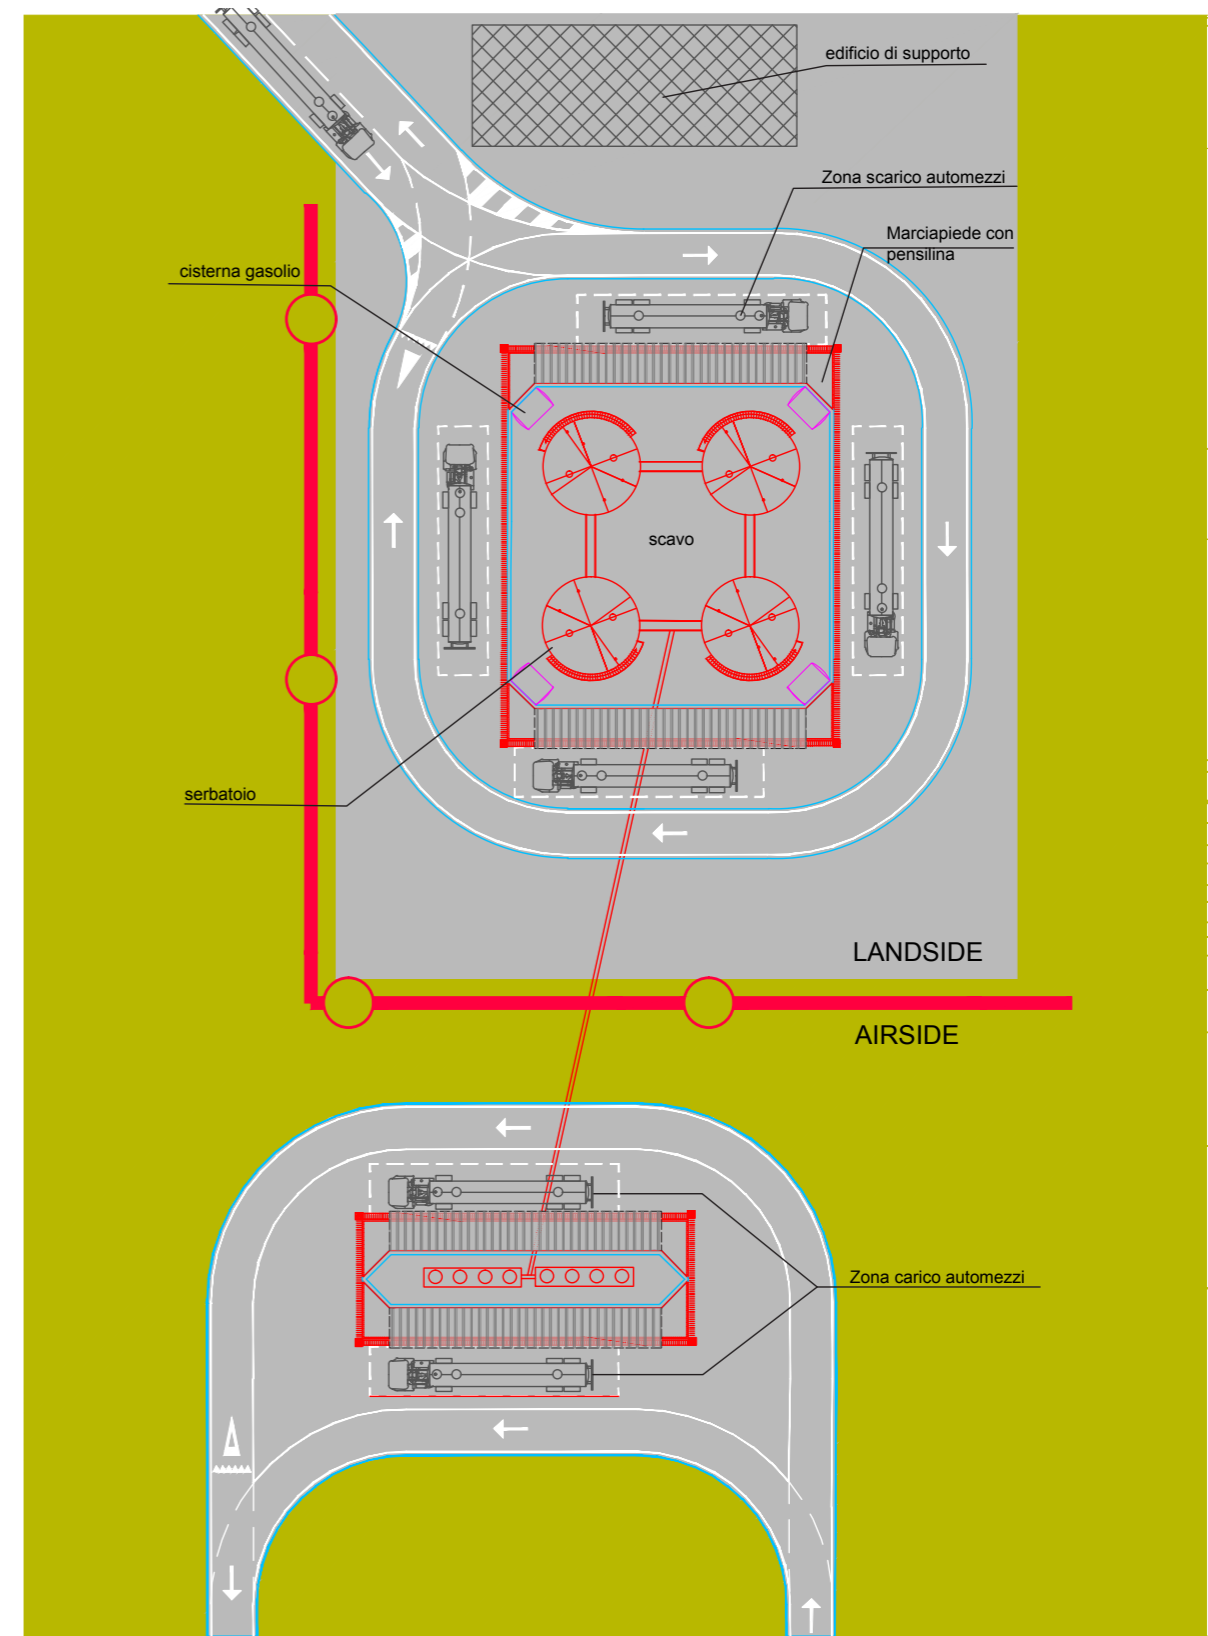 edificio di supporto
Zona scarico automezzi
Marciapiede con
pensilina
cisterna gasolio
scavo
serbatoio
LANDSIDE
AIRSIDE
Zona carico automezzi